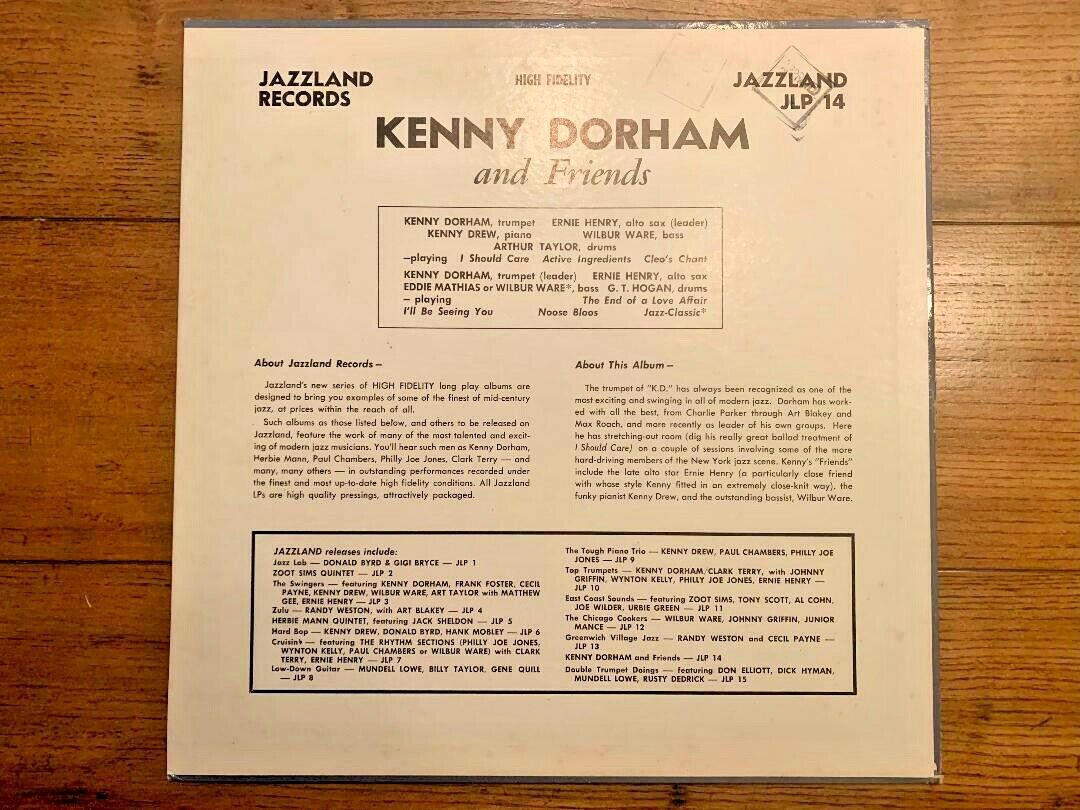 JAZZLAND RECORDS
HIGH FIDELITY
JAZZLAND JLP 14
KENNY DORHAM
and Friends
KENNY DORHAM, trumpet ERNIE HENRY, alto sax (leader)
KENNY DREW, piano WILBUR WARE, bass
ARTHUR TAYLOR, drums
—playing I Should Care Active Ingredients Cleo's Chant
KENNY DORHAM, trumpet (leader) ERNIE HENRY, alto sax
EDDIE MATHIAS or WILBUR WARE*, bass G. T. HOGAN, drums
— playing The End of a Love Affair
I'll Be Seeing You Noose Bloos Jazz-Classic*
About Jazzland Records —
Jazzland's new series of HIGH FIDELITY long play albums are
designed to bring you examples of some of the finest of mid-century
jazz, at prices within the reach of all.
Such albums as those listed below, and others to be released on
Jazzland, feature the work of many of the most talented and excit-
ing of modern jazz musicians. You'll hear such men as Kenny Dorham,
Herbie Mann, Paul Chambers, Philly Joe Jones, Clark Terry — and
many, many others — in outstanding performances recorded under
the finest and most up-to-date high fidelity conditions. All Jazzland
LPs are high quality pressings, attractively packaged.
About This Album —
The trumpet of "K.D." has always been recognized as one of the
most exciting and swinging in all of modern jazz. Dorham has work-
ed with all the best, from Charlie Parker through Art Blakey and
Max Roach, and more recently as leader of his own groups. Here
he has stretching-out room (dig his really great ballad treatment of
I Should Care) on a couple of sessions involving some of the more
hard-driving members of the New York jazz scene. Kenny's "Friends"
include the late alto star Ernie Henry (a particularly close friend
with whose style Kenny fitted in an extremely close-knit way), the
funky pianist Kenny Drew, and the outstanding bassist, Wilbur Ware.
JAZZLAND releases include:
Jazz Lab — DONALD BYRD & GIGI BRYCE — JLP 1
ZOOT SIMS QUINTET — JLP 2
The Swingers — featuring KENNY DORHAM, FRANK FOSTER, CECIL
PAYNE, KENNY DREW, WILBUR WARE, ART TAYLOR with MATTHEW
GEE, ERNIE HENRY — JLP 3
Zulu — RANDY WESTON, with ART BLAKEY — JLP 4
HERBIE MANN QUINTET, featuring JACK SHELDON — JLP 5
Hard Bop — KENNY DREW, DONALD BYRD, HANK MOBLEY — JLP 6
Cruisin' — featuring THE RHYTHM SECTIONS (PHILLY JOE JONES,
WYNTON KELLY, PAUL CHAMBERS or WILBUR WARE) with CLARK
TERRY, ERNIE HENRY — JLP 7
Low-Down Guitar — MUNDELL LOWE, BILLY TAYLOR, GENE QUILL
— JLP 8
The Tough Piano Trio — KENNY DREW, PAUL CHAMBERS, PHILLY JOE
JONES — JLP 9
Top Trumpets — KENNY DORHAM/CLARK TERRY, with JOHNNY
GRIFFIN, WYNTON KELLY, PHILLY JOE JONES, ERNIE HENRY —
JLP 10
East Coast Sounds — featuring ZOOT SIMS, TONY SCOTT, AL COHN,
JOE WILDER, URBIE GREEN — JLP 11
The Chicago Cookers — WILBUR WARE, JOHNNY GRIFFIN, JUNIOR
MANCE — JLP 12
Greenwich Village Jazz — RANDY WESTON and CECIL PAYNE —
JLP 13
KENNY DORHAM and Friends — JLP 14
Double Trumpet Doings — featuring DON ELLIOTT, DICK HYMAN,
MUNDELL LOWE, RUSTY DEDRICK — JLP 15